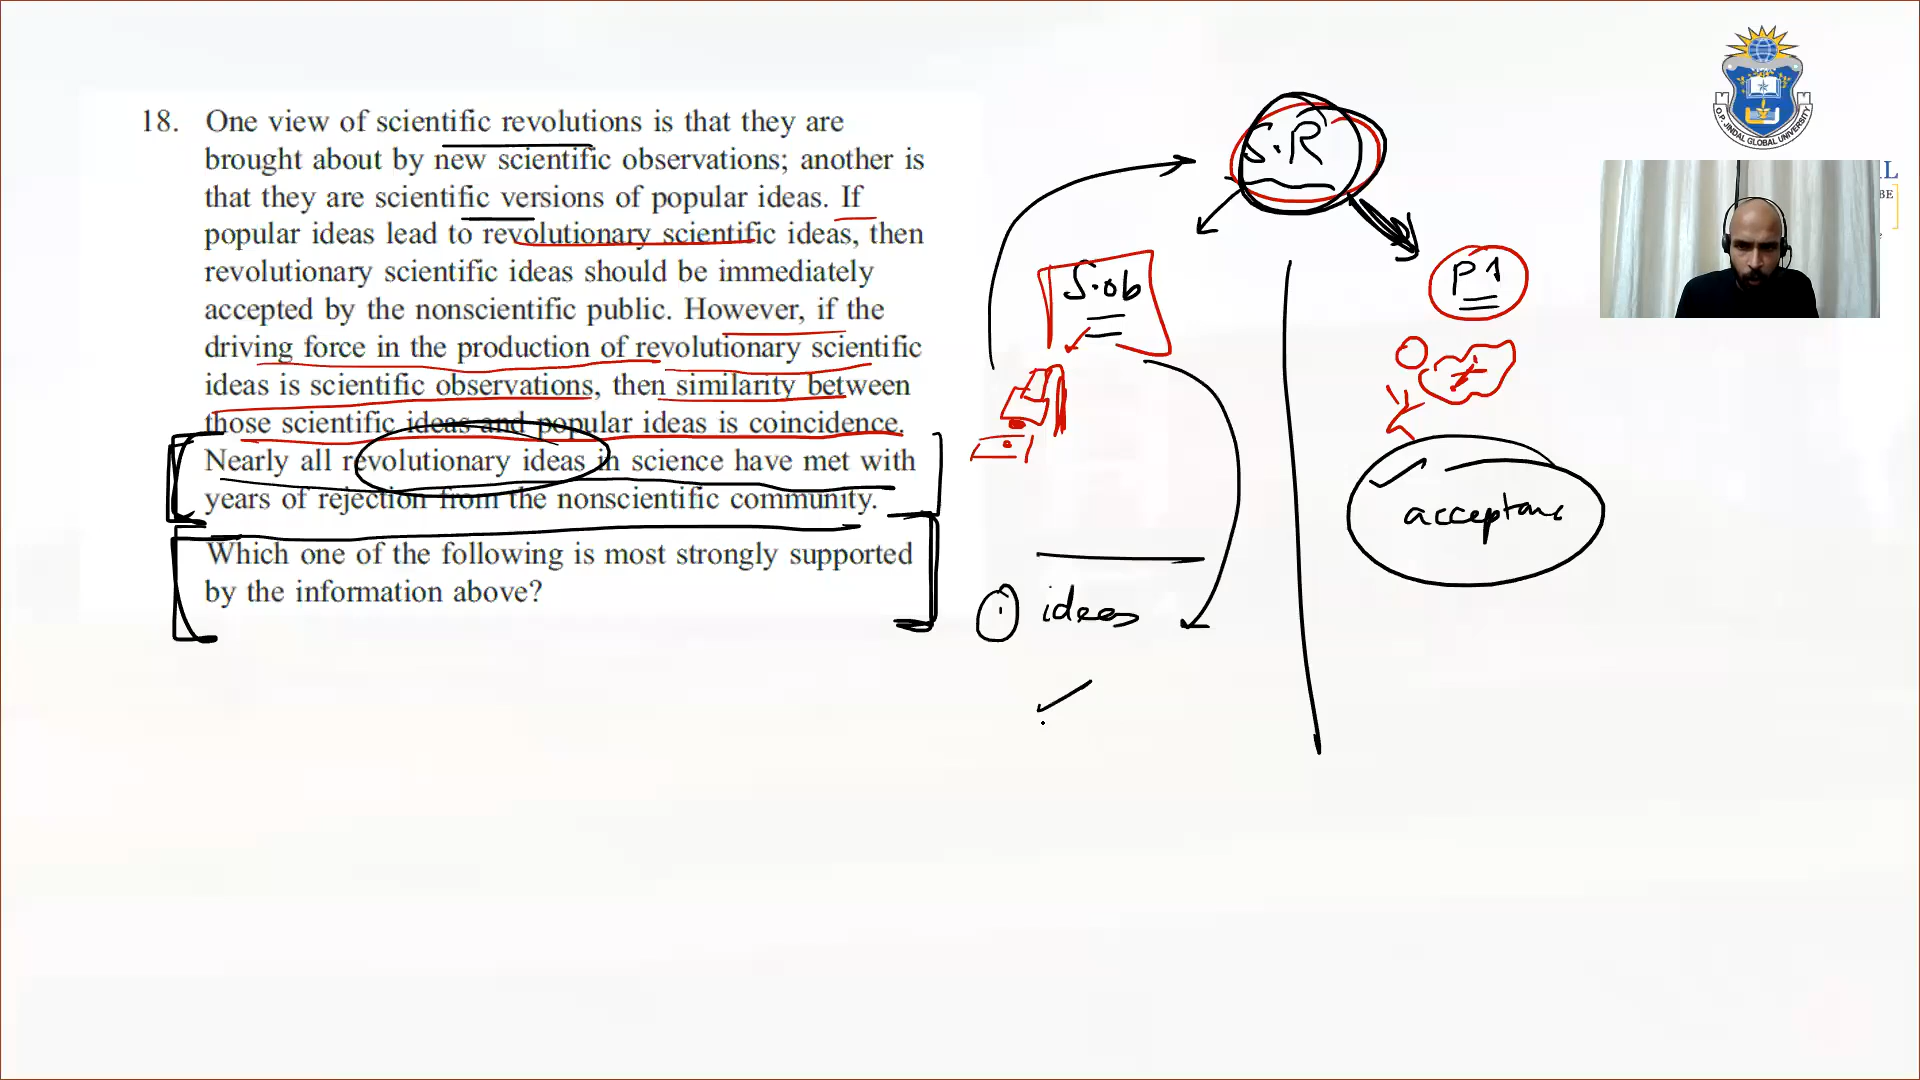 18. One view of scientific revolutions is that they are
brought about by new scientific observations; another is
that they are scientific versions of popular ideas. If
popular ideas lead to revolutionary scientific ideas, then
revolutionary scientific ideas should be immediately
accepted by the nonscientific public. However, if the
driving force in the production of revolutionary scientific
ideas is scientific observations, then similarity between
those scientific ideas and popular ideas is coincidence.
Nearly all revolutionary ideas in science have met with
years of rejection from the nonscientific community.
Which one of the following is most strongly supported
by the information above?
S.R
S.ob
P1
ideas
O.P. JINDAL GLOBAL UNIVERSITY
L
BE